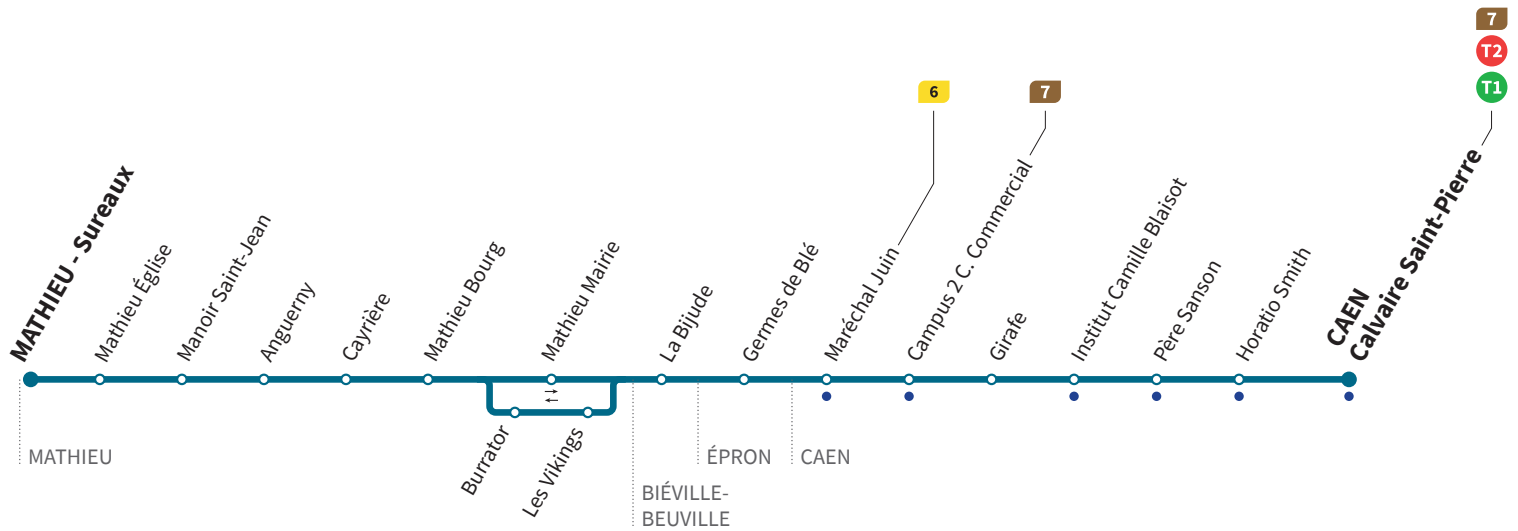 7
T2
T1
6
7
MATHIEU - Sureaux
Mathieu Église
Manoir Saint-Jean
Anguerny
Cayrière
Mathieu Bourg
Mathieu Mairie
La Bijude
Germes de Blé
Maréchal Juin
Campus 2 C. Commercial
Girafe
Institut Camille Blaisot
Père Sanson
Horatio Smith
CAEN
Calvaire Saint-Pierre
Burrator
Les Vikings
MATHIEU
BIÉVILLE-
BEUVILLE
ÉPRON
CAEN